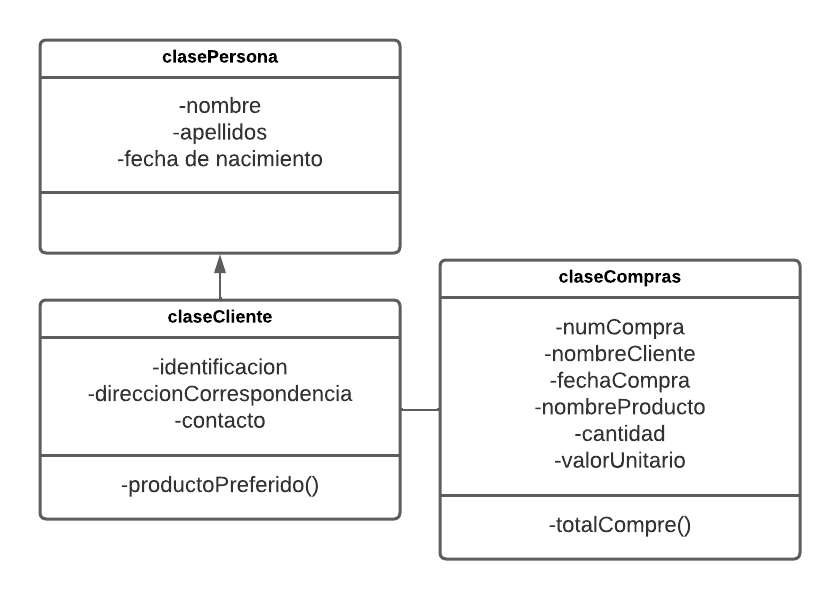 clasePersona
-nombre
-apellidos
-fecha de nacimiento
claseCliente
-identificacion
-direccionCorrespondencia
-contacto
-productoPreferido()
claseCompras
-numCompra
-nombreCliente
-fechaCompra
-nombreProducto
-cantidad
-valorUnitario
-totalCompre()